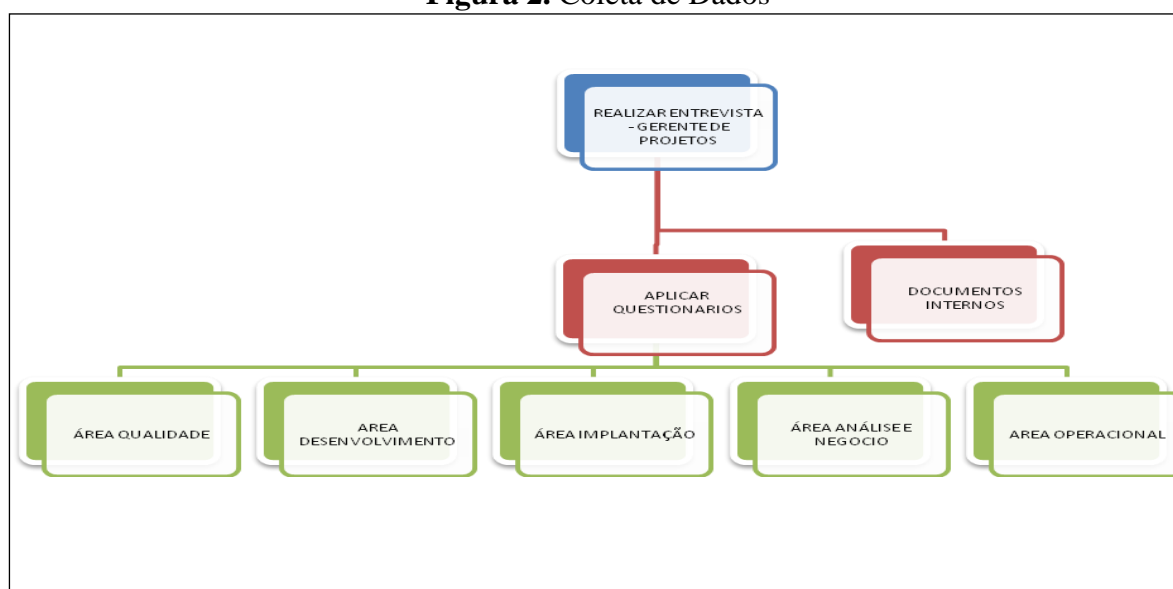 Figura 2. Coleta de Dados
REALIZAR ENTREVISTA
- GERENTE DE
PROJETOS
APLICAR
QUESTIONARIOS
DOCUMENTOS
INTERNOS
ÁREA QUALIDADE
AREA
DESENVOLVIMENTO
ÁREA IMPLANTAÇÃO
ÁREA ANÁLISE E
NEGOCIO
AREA OPERACIONAL